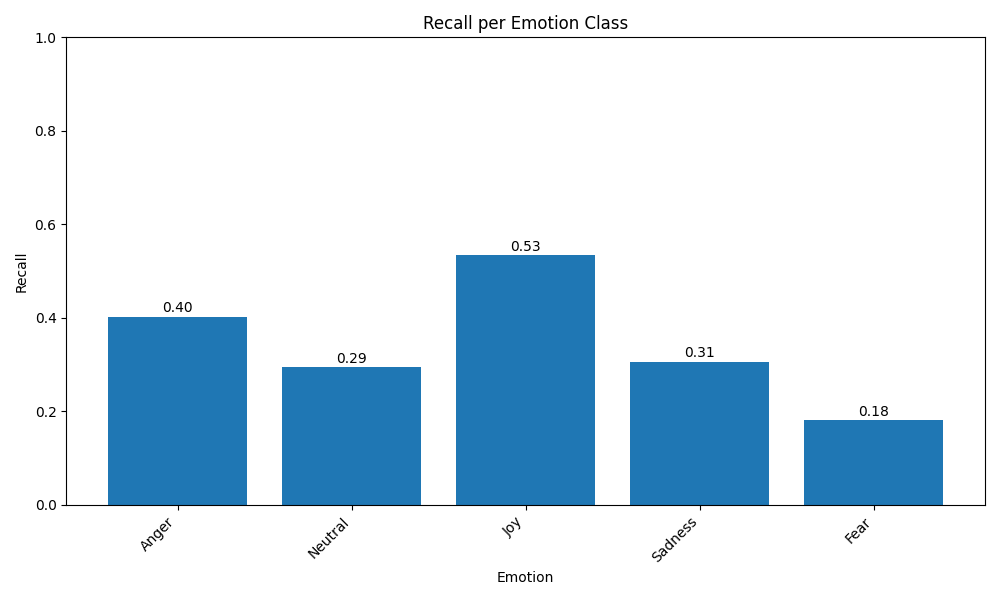 Recall per Emotion Class
1.0
0.8
0.6
0.4
0.2
0.0
Recall
0.40
0.29
0.53
0.31
0.18
Anger
Neutral
Joy
Sadness
Fear
Emotion